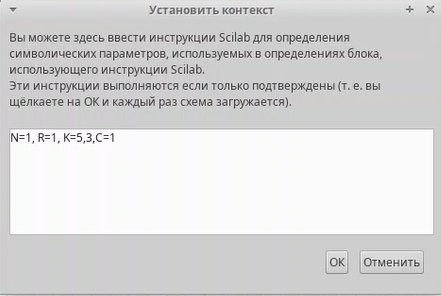 Установить контекст
Вы можете здесь ввести инструкции Scilab для определения
символических параметров, используемых в определениях блока,
использующего инструкции Scilab.
Эти инструкции выполняются если только подтверждены (т. е. вы
щёлкаете на ОК и каждый раз схема загружается).
N=1, R=1, K=5,3,C=1
ОК
Отменить